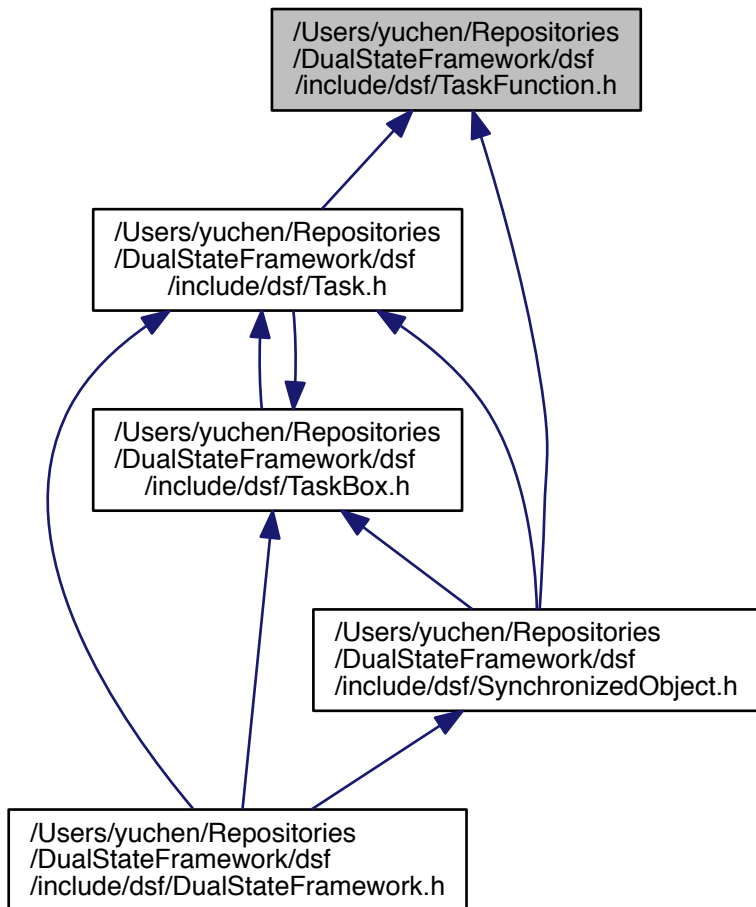 /Users/yuchen/Repositories
/DualStateFramework/dsf
/include/dsf/TaskFunction.h
/Users/yuchen/Repositories
/DualStateFramework/dsf
/include/dsf/Task.h
/Users/yuchen/Repositories
/DualStateFramework/dsf
/include/dsf/TaskBox.h
/Users/yuchen/Repositories
/DualStateFramework/dsf
/include/dsf/SynchronizedObject.h
/Users/yuchen/Repositories
/DualStateFramework/dsf
/include/dsf/DualStateFramework.h